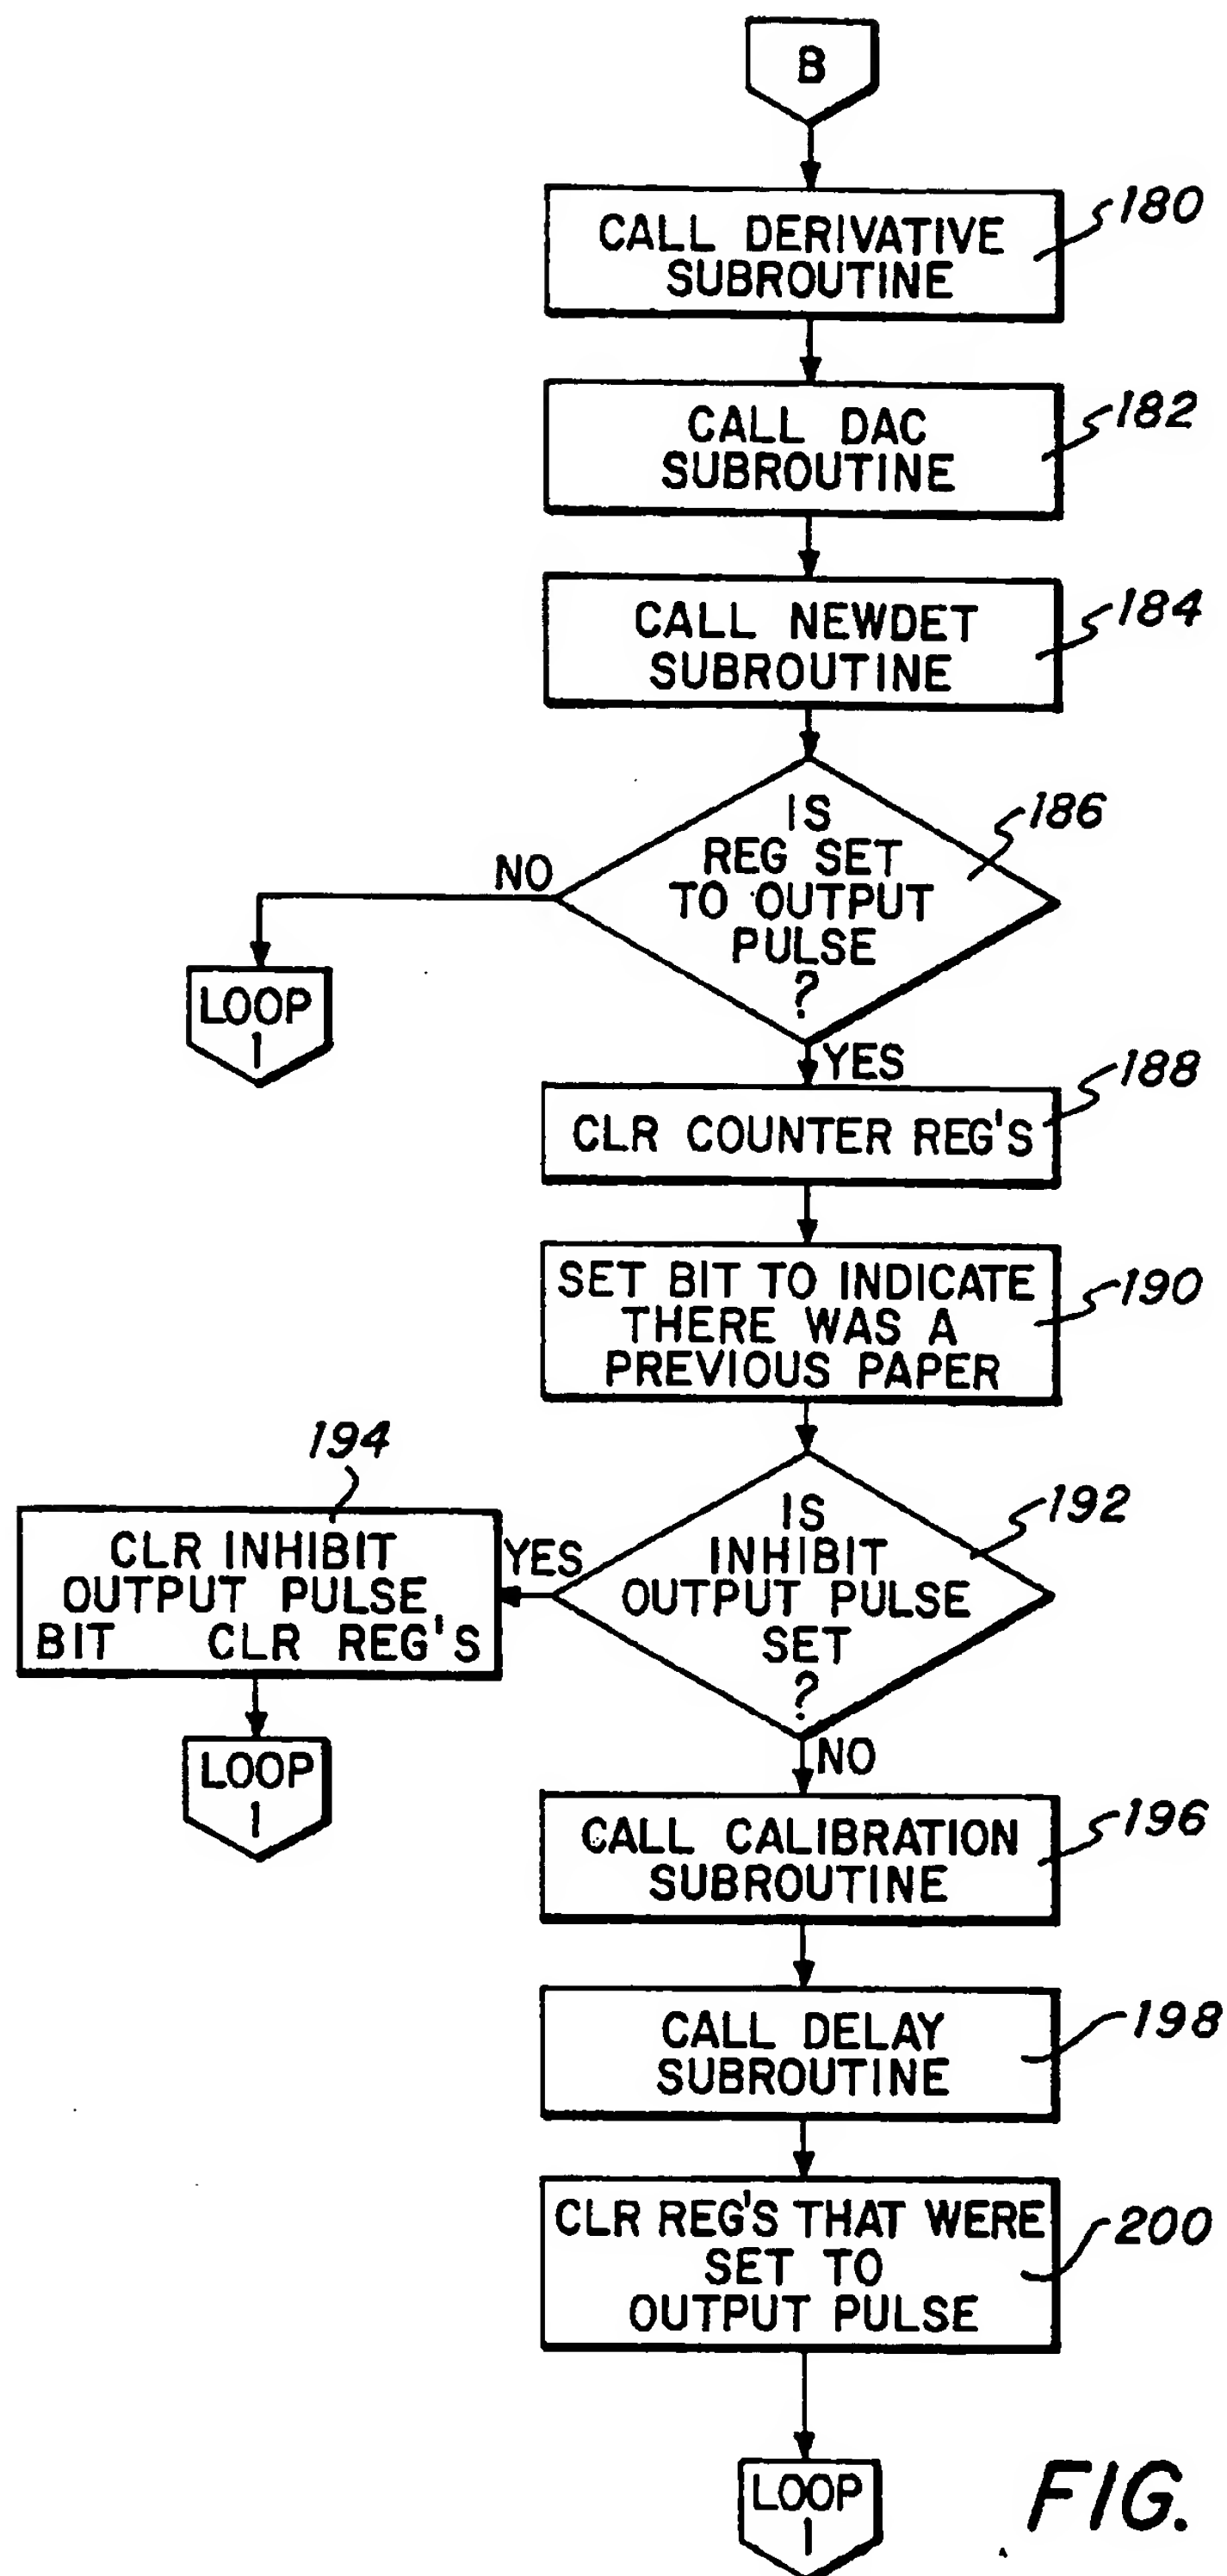 B
CALL DERIVATIVE
SUBROUTINE
180
CALL DAC
SUBROUTINE
182
CALL NEWDET
SUBROUTINE
184
IS
REG SET
TO OUTPUT
PULSE
?
186
NO
LOOP
1
YES
CLR COUNTER REG'S
188
SET BIT TO INDICATE
THERE WAS A
PREVIOUS PAPER
190
IS
INHIBIT
OUTPUT PULSE
SET
?
192
YES
194
CLR INHIBIT
OUTPUT PULSE
BIT CLR REG'S
LOOP
1
NO
CALL CALIBRATION
SUBROUTINE
196
CALL DELAY
SUBROUTINE
198
CLR REG'S THAT WERE
SET TO
OUTPUT PULSE
200
LOOP
1
FIG.